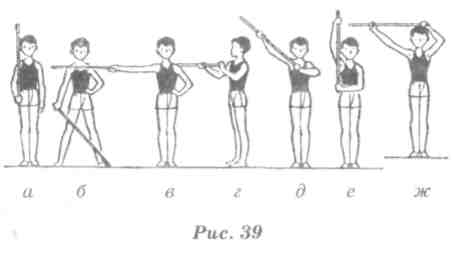 а б в г д е ж
Рис. 39